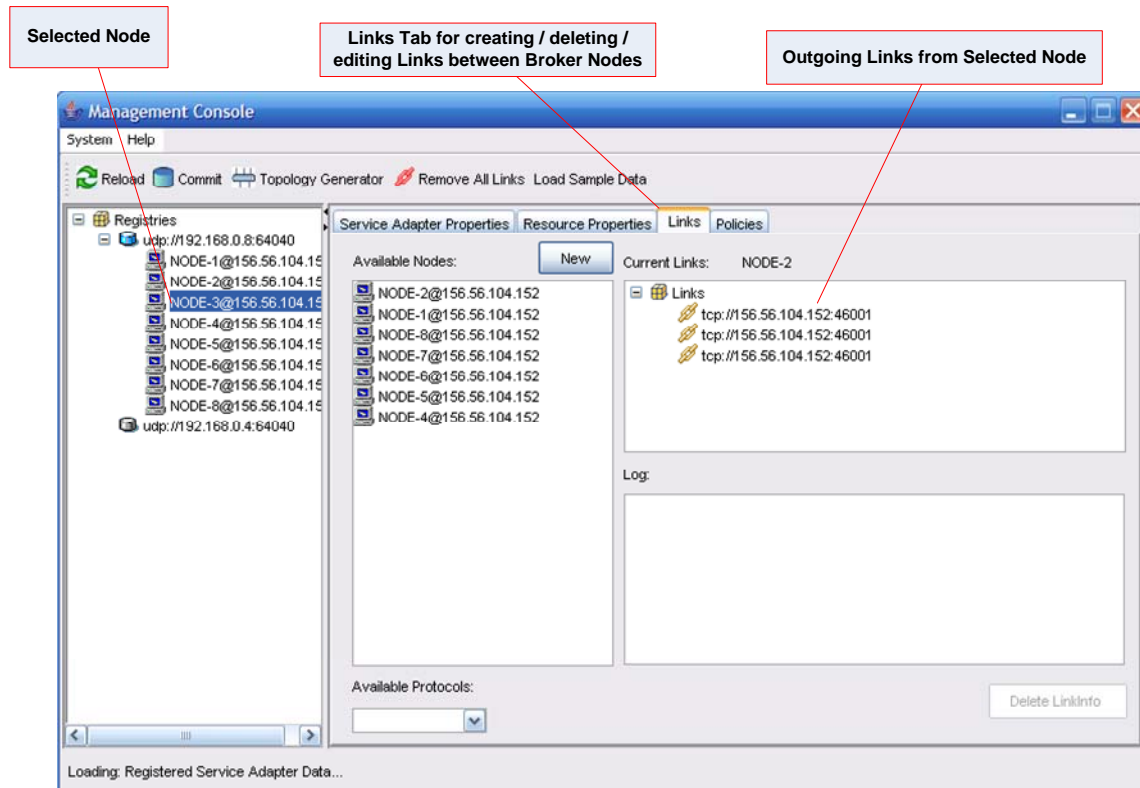 Selected Node
Links Tab for creating / deleting /
editing Links between Broker Nodes
Outgoing Links from Selected Node
Management Console
System Help
Reload Commit Topology Generator Remove All Links Load Sample Data
Registries
udp://192.168.0.8:64040
NODE-1@156.56.104.15
NODE-2@156.56.104.15
NODE-3@156.56.104.15
NODE-4@156.56.104.15
NODE-5@156.56.104.15
NODE-6@156.56.104.15
NODE-7@156.56.104.15
NODE-8@156.56.104.15
udp://192.168.0.4:64040
Service Adapter Properties Resource Properties Links Policies
Available Nodes: New
NODE-2@156.56.104.152
NODE-1@156.56.104.152
NODE-8@156.56.104.152
NODE-7@156.56.104.152
NODE-6@156.56.104.152
NODE-5@156.56.104.152
NODE-4@156.56.104.152
Current Links: NODE-2
Links
tcp://156.56.104.152:46001
tcp://156.56.104.152:46001
tcp://156.56.104.152:46001
Log:
Available Protocols:
Delete LinkInfo
Loading: Registered Service Adapter Data...